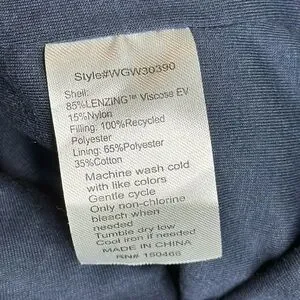 Style#WGW30390
Shell:
85%LENZING™ Viscose EV
15%Nylon
Filling: 100%Recycled
Polyester
Lining: 65%Polyester
35%Cotton
Machine wash cold
with like colors
Gentle cycle
Only non-chlorine
bleach when
needed
Tumble dry low
Cool iron if needed
MADE IN CHINA
RN# 150466